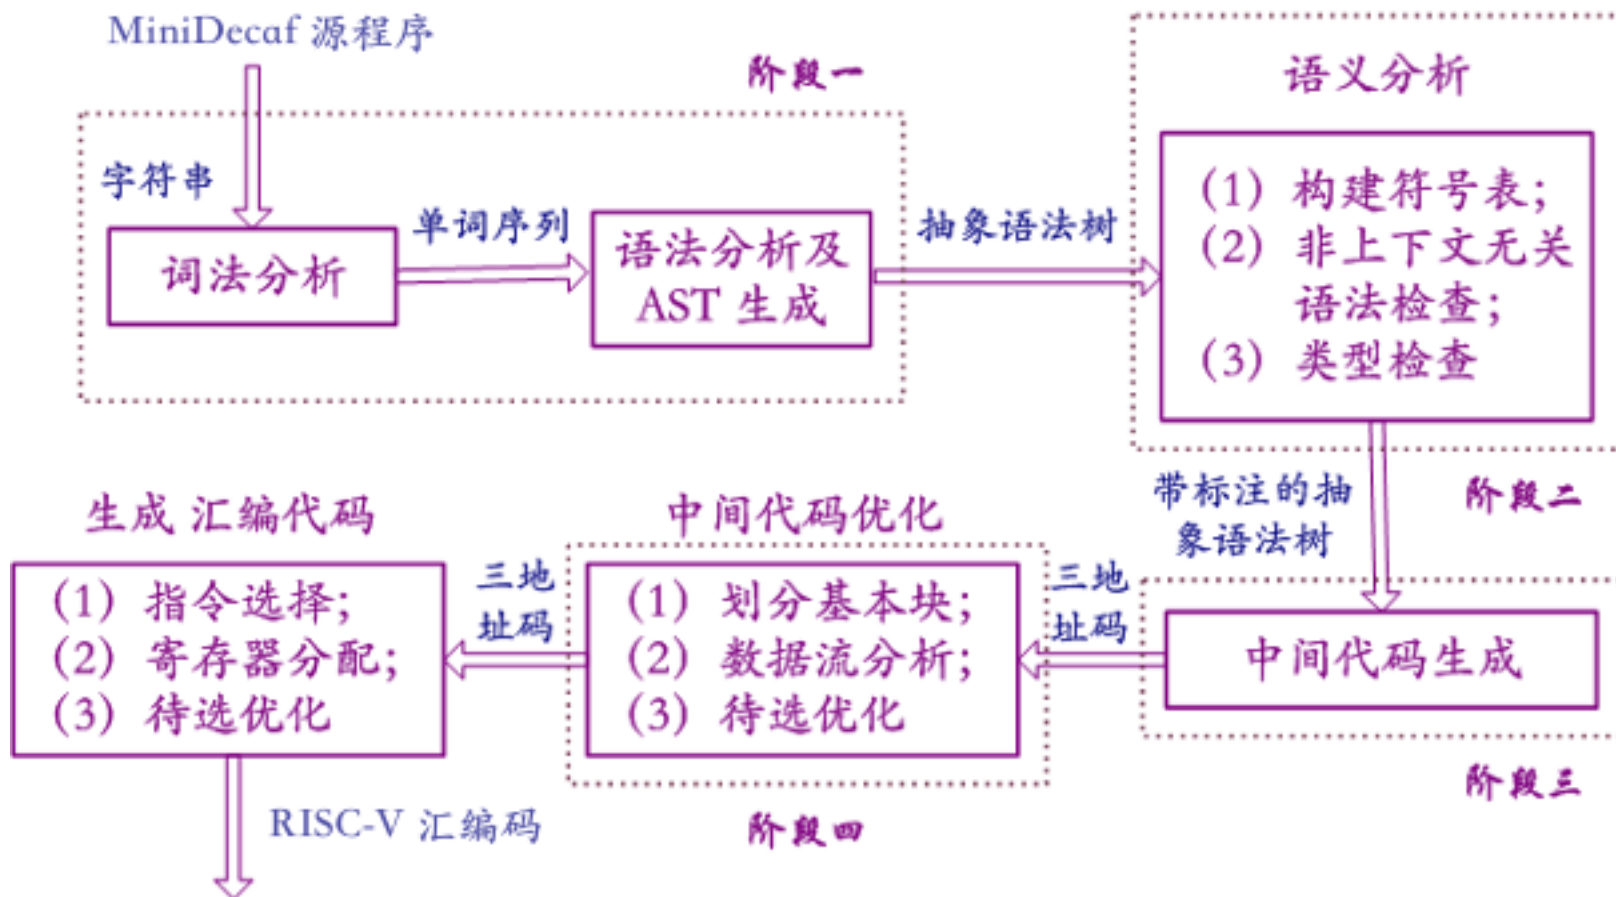 MiniDecaf 源程序
阶段一
字符串
词法分析
单词序列
语法分析及
AST 生成
抽象语法树
语义分析
(1) 构建符号表;
(2) 非上下文无关
语法检查;
(3) 类型检查
阶段二
带标注的抽
象语法树
中间代码生成
阶段三
三地
址码
中间代码优化
(1) 划分基本块;
(2) 数据流分析;
(3) 待选优化
阶段四
三地
址码
生成 汇编代码
(1) 指令选择;
(2) 寄存器分配;
(3) 待选优化
RISC-V 汇编码